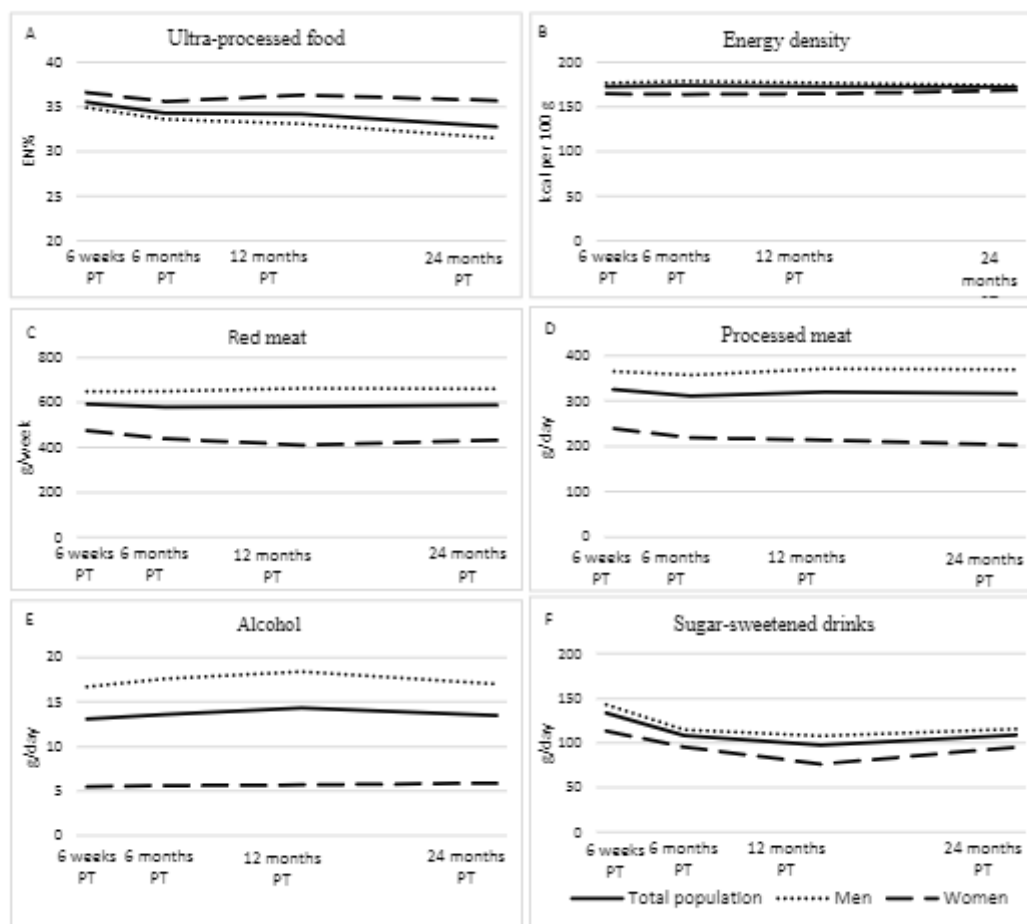 A
Ultra-processed food
40
35
30
25
20
EN%
6 weeks PT
6 months PT
12 months PT
24 months PT
B
Energy density
200
150
100
50
0
kcal per 100 g
6 weeks PT
6 months PT
12 months PT
24 months
C
Red meat
800
600
400
200
0
g/week
6 weeks PT
6 months PT
12 months PT
24 months PT
D
Processed meat
400
300
200
100
0
g/day
6 weeks PT
6 months PT
12 months PT
24 months PT
E
Alcohol
20
15
10
5
0
g/day
6 weeks PT
6 months PT
12 months PT
24 months PT
F
Sugar-sweetened drinks
200
150
100
50
0
g/day
6 weeks PT
6 months PT
12 months PT
24 months PT
Total population
Men
Women